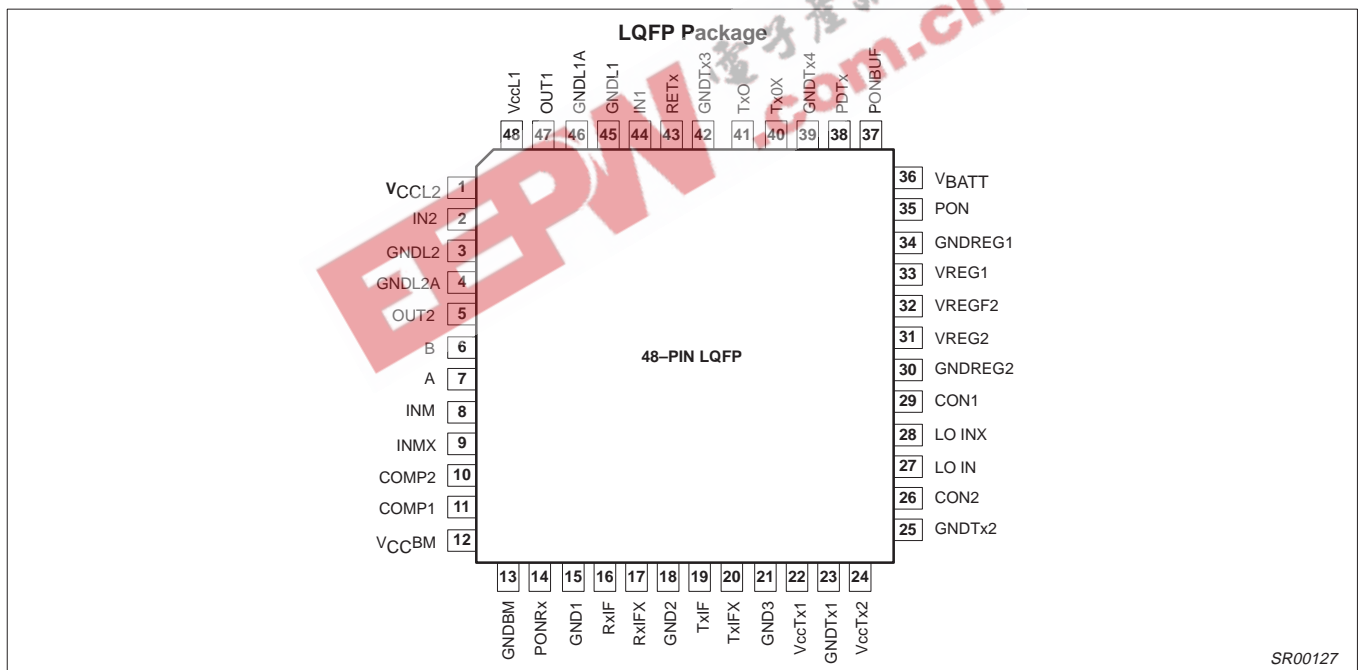 LQFP Package
VccL1
OUT1
GNDL1A
GNDL1
IN1
RETx
GNDTx3
TxO
Tx0X
GNDTx4
PDTx
PONBUF
48 47 46 45 44 43 42 41 40 39 38 37
VCCL2 1
IN2 2
GNDL2 3
GNDL2A 4
OUT2 5
B 6
A 7
INM 8
INMX 9
COMP2 10
COMP1 11
VCCBM 12
48–PIN LQFP
36 VBATT
35 PON
34 GNDREG1
33 VREG1
32 VREGF2
31 VREG2
30 GNDREG2
29 CON1
28 LO INX
27 LO IN
26 CON2
25 GNDTx2
13 14 15 16 17 18 19 20 21 22 23 24
GNDBM
PONRx
GND1
RxIF
RxIFX
GND2
TxIF
TxIFX
GND3
VccTx1
GNDTx1
VccTx2
SR00127
EEPW
.com.cn